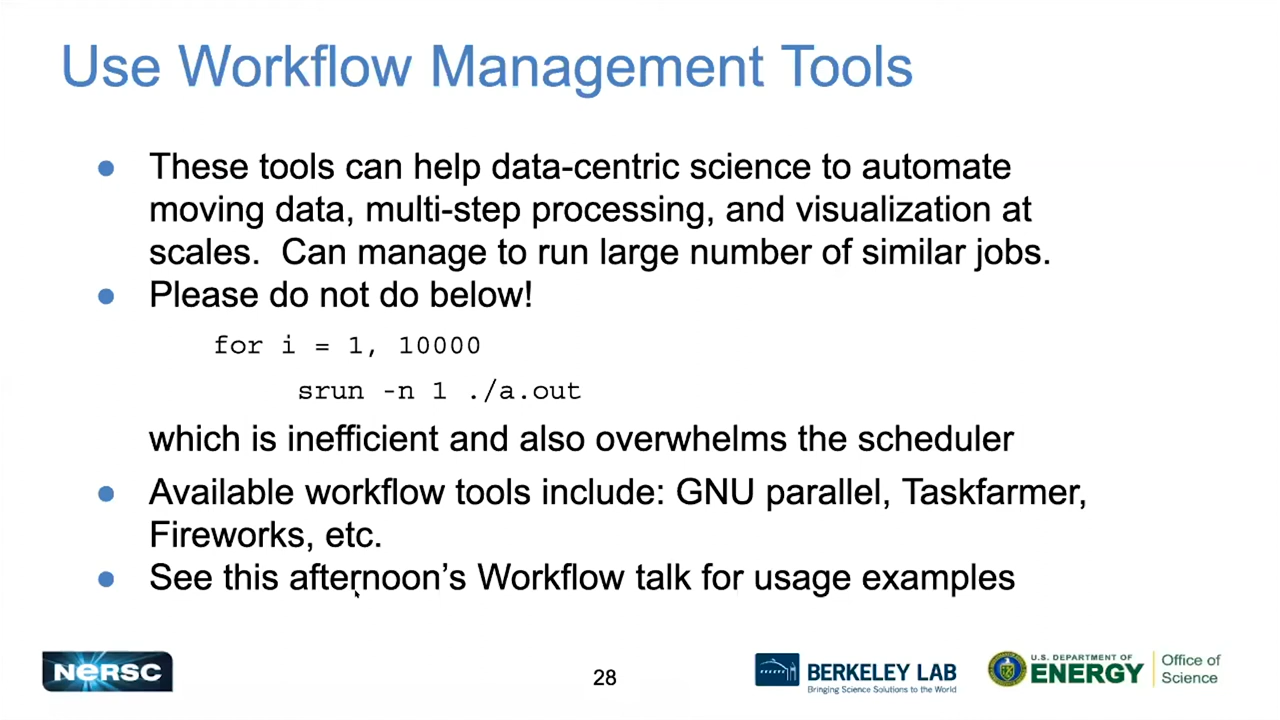 Use Workflow Management Tools
● These tools can help data-centric science to automate
moving data, multi-step processing, and visualization at
scales.  Can manage to run large number of similar jobs.
● Please do not do below!
for i = 1, 10000
srun -n 1 ./a.out
which is inefficient and also overwhelms the scheduler
● Available workflow tools include: GNU parallel, Taskfarmer,
Fireworks, etc.
● See this afternoon’s Workflow talk for usage examples
NERSC
28
BERKELEY LAB
Bringing Science Solutions to the World
U.S. DEPARTMENT OF
ENERGY
Office of
Science